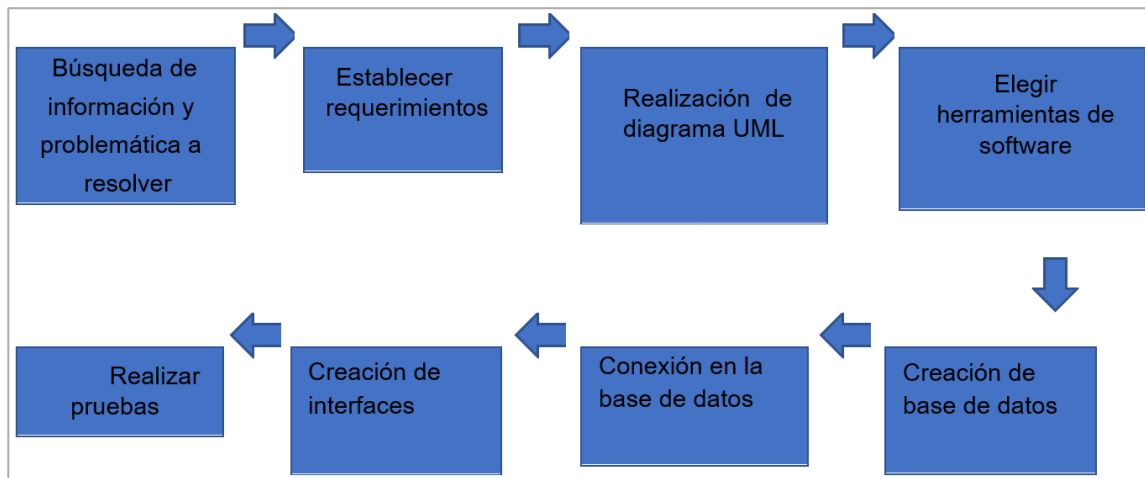 Búsqueda de
información y
problemática a
resolver
Establecer
requerimientos
Realización de
diagrama UML
Elegir
herramientas de
software
Creación de
base de datos
Conexión en la
base de datos
Creación de
interfaces
Realizar
pruebas